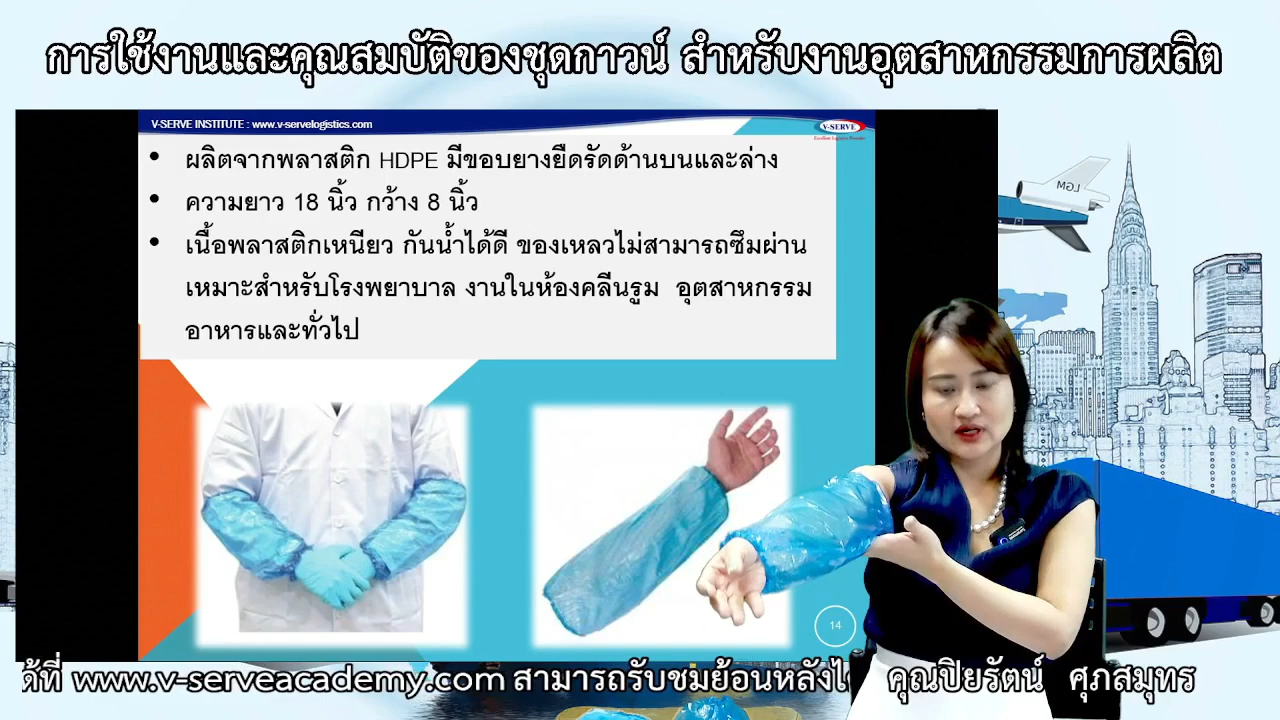 การใช้งานและคุณสมบัติของชุดกาวน์ สำหรับงานอุตสาหกรรมการผลิต
V-SERVE INSTITUTE : www.v-servelogistics.com
V-SERVE
Excellent Logistics Provider
LGM
• ผลิตจากพลาสติก HDPE มีขอบยางยืดรัดด้านบนและล่าง
• ความยาว 18 นิ้ว กว้าง 8 นิ้ว
• เนื้อพลาสติกเหนียว กันน้ำได้ดี ของเหลวไม่สามารถซึมผ่าน
เหมาะสำหรับโรงพยาบาล งานในห้องคลีนรูม อุตสาหกรรม
อาหารและทั่วไป
14
ด้ที่ www.v-serveacademy.com สามารถรับชมย้อนหลังไ
คุณปิยรัตน์ ศุภสมุทร